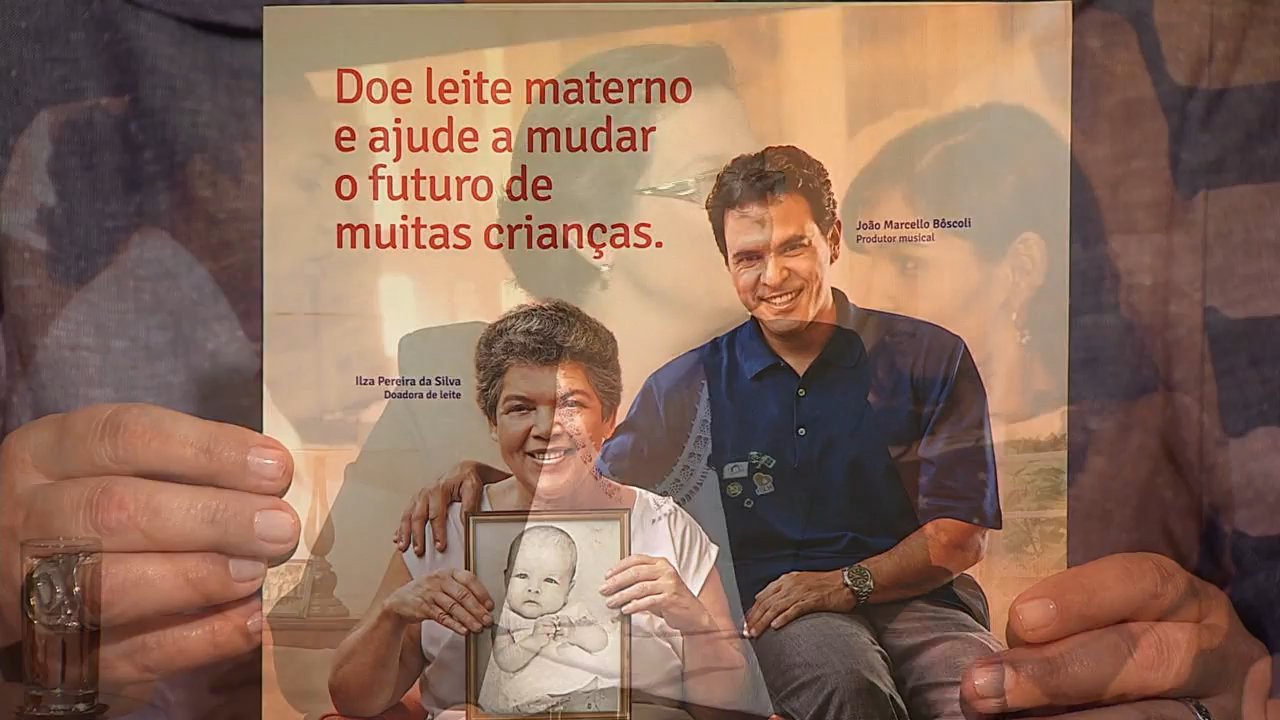 Doe leite materno
e ajude a mudar
o futuro de
muitas crianças.
João Marcello Bôscoli
Produtor musical
Ilza Pereira da Silva
Doadora de leite